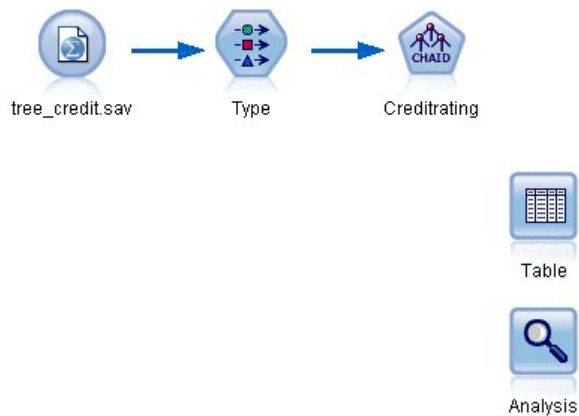 CHAID
tree_credit.sav
Type
Creditrating
Table
Analysis